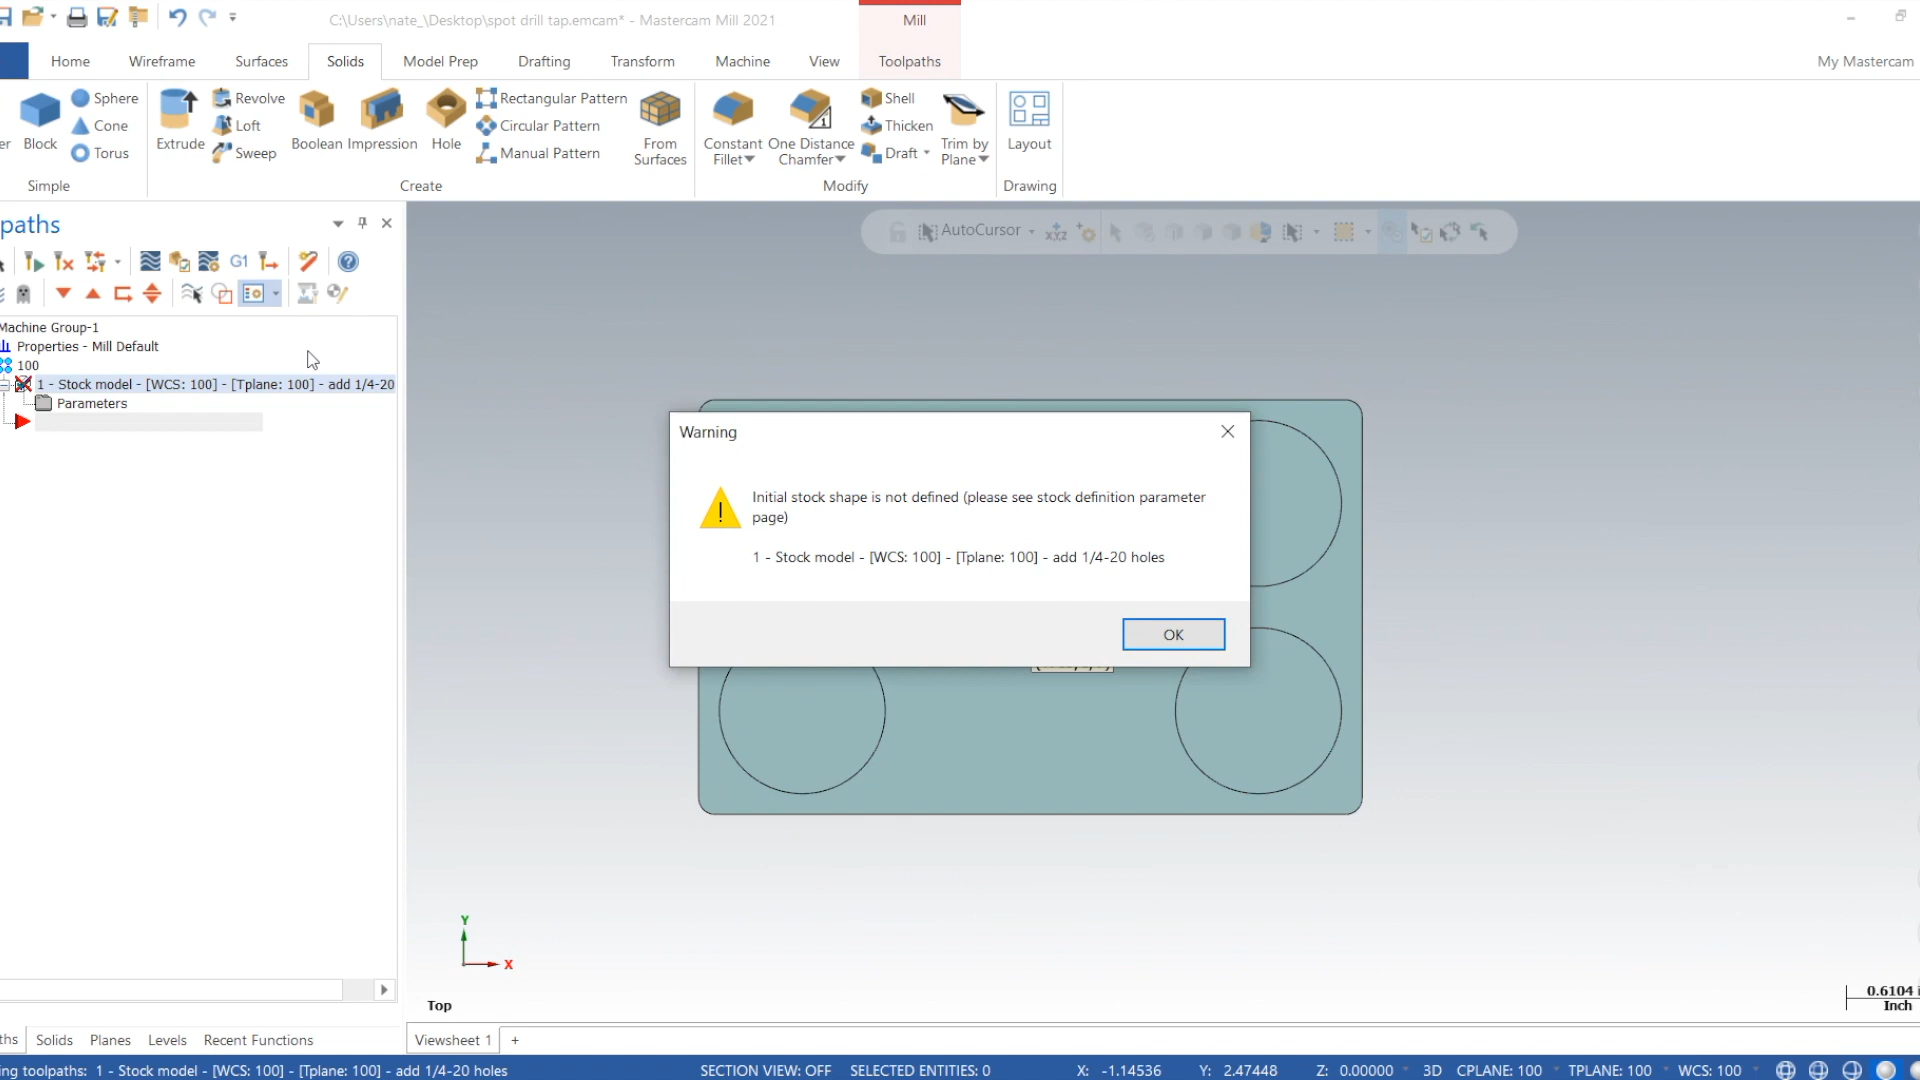 C:\Users\nate_\Desktop\spot drill tap.emcam* - Mastercam Mill 2021
Mill
Home
Wireframe
Surfaces
Solids
Model Prep
Drafting
Transform
Machine
View
Toolpaths
My Mastercam
er
Block
Sphere
Cone
Torus
Simple
Extrude
Revolve
Loft
Sweep
Boolean
Impression
Hole
Rectangular Pattern
Circular Pattern
Manual Pattern
From
Surfaces
Create
Constant
Fillet
One Distance
Chamfer
Shell
Thicken
Draft
Trim by
Plane
Modify
Layout
Drawing
paths
AutoCursor
XYZ
G1
Machine Group-1
Properties - Mill Default
100
1 - Stock model - [WCS: 100] - [Tplane: 100] - add 1/4-20
Parameters
Warning
Initial stock shape is not defined (please see stock definition parameter
page)
1 - Stock model - [WCS: 100] - [Tplane: 100] - add 1/4-20 holes
OK
Y
X
Top
0.6104 i
Inch
ths
Solids
Planes
Levels
Recent Functions
Viewsheet 1
+
ing toolpaths: 1 - Stock model - [WCS: 100] - [Tplane: 100] - add 1/4-20 holes
SECTION VIEW: OFF
SELECTED ENTITIES: 0
X: -1.14536
Y: 2.47448
Z: 0.00000
3D
CPLANE: 100
TPLANE: 100
WCS: 100